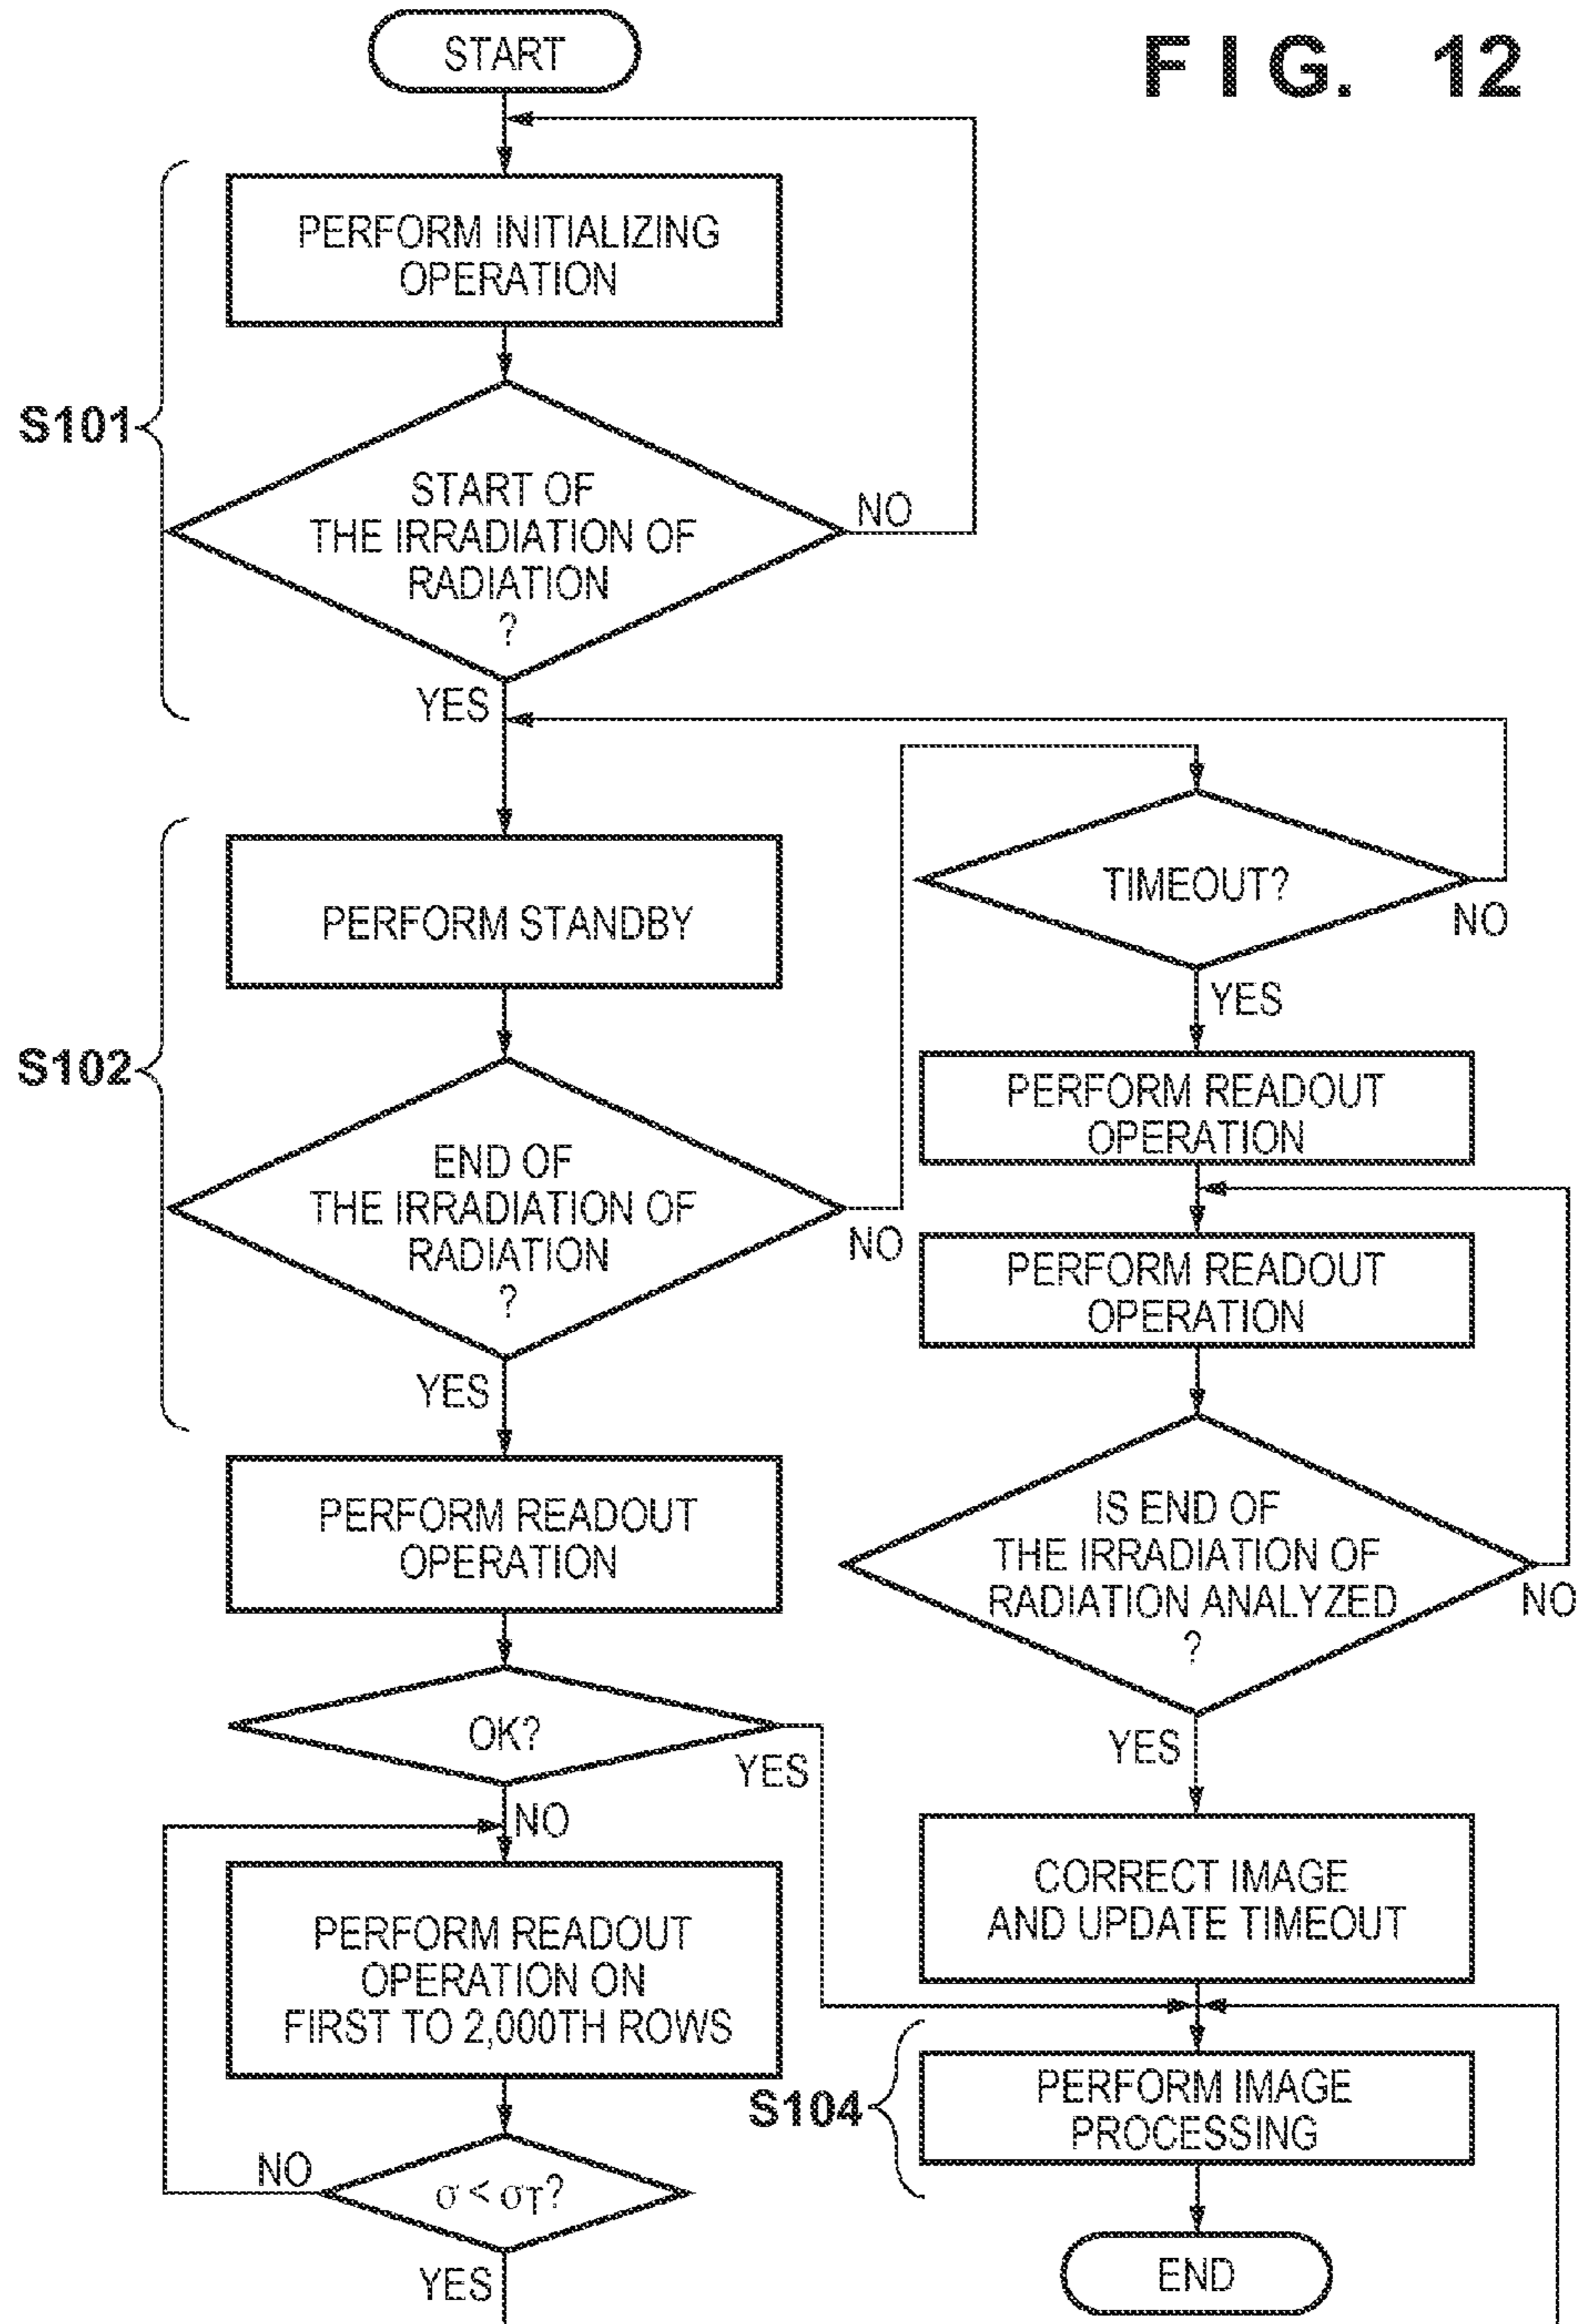 FIG. 12
START
PERFORM INITIALIZING
OPERATION
S101
START OF
THE IRRADIATION OF
RADIATION
?
NO
YES
PERFORM STANDBY
S102
END OF
THE IRRADIATION OF
RADIATION
?
NO
YES
PERFORM READOUT
OPERATION
OK?
YES
NO
PERFORM READOUT
OPERATION ON
FIRST TO 2,000TH ROWS
NO
σ < σT?
YES
TIMEOUT?
NO
YES
PERFORM READOUT
OPERATION
PERFORM READOUT
OPERATION
IS END OF
THE IRRADIATION OF
RADIATION ANALYZED
?
NO
YES
CORRECT IMAGE
AND UPDATE TIMEOUT
S104
PERFORM IMAGE
PROCESSING
END